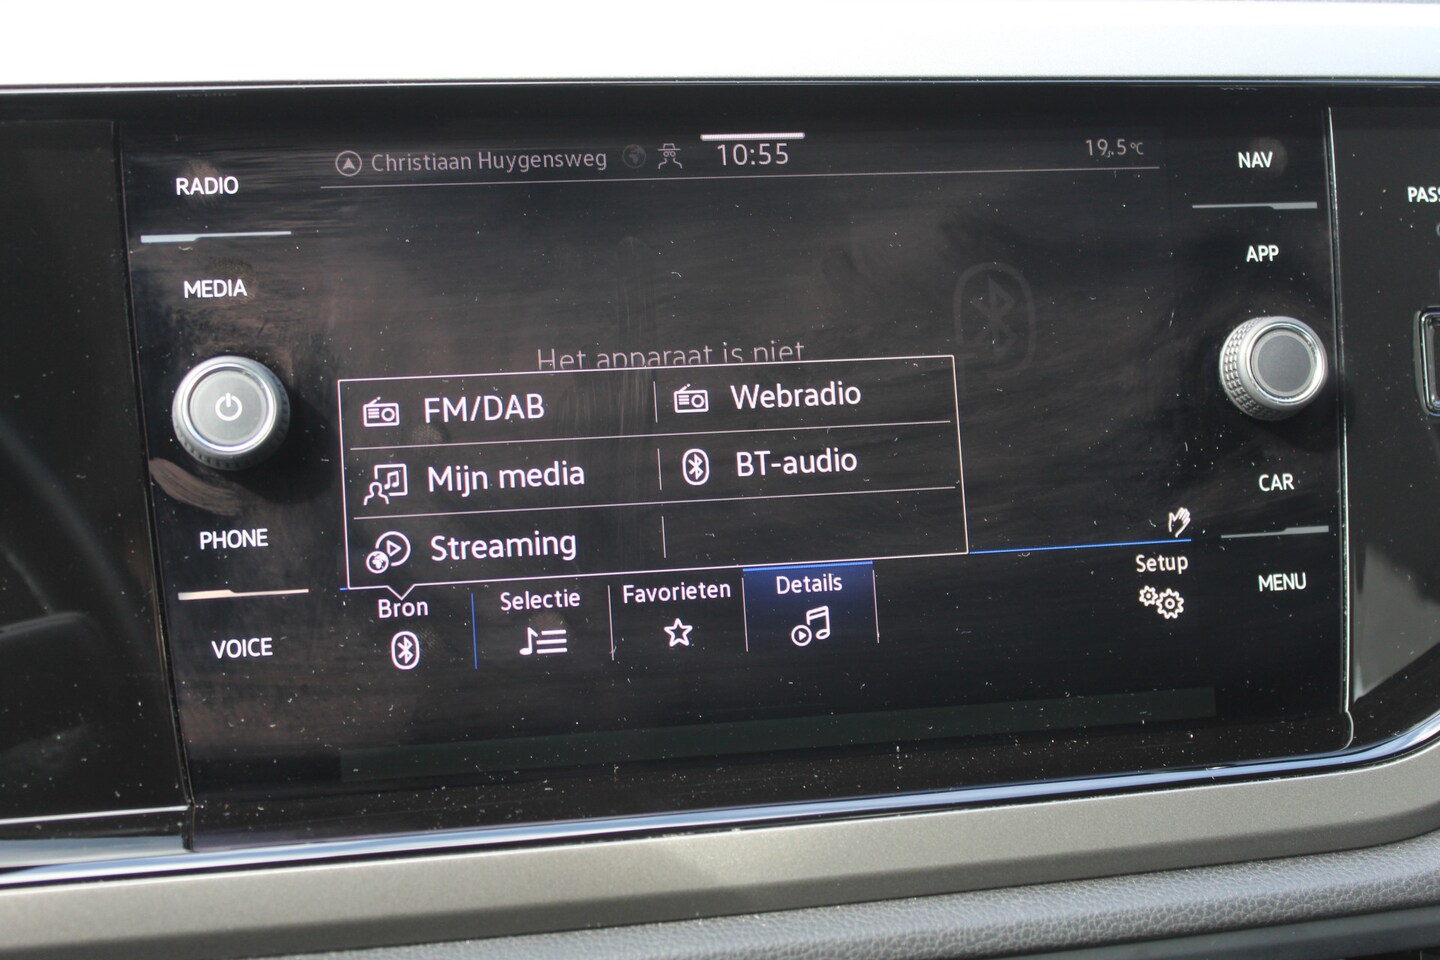 RADIO
MEDIA
PHONE
VOICE
Christiaan Huygensweg
10:55
19,5°C
Het apparaat is niet
FM/DAB
Webradio
Mijn media
BT-audio
Streaming
Bron
Selectie
Favorieten
Details
Setup
NAV
APP
CAR
MENU